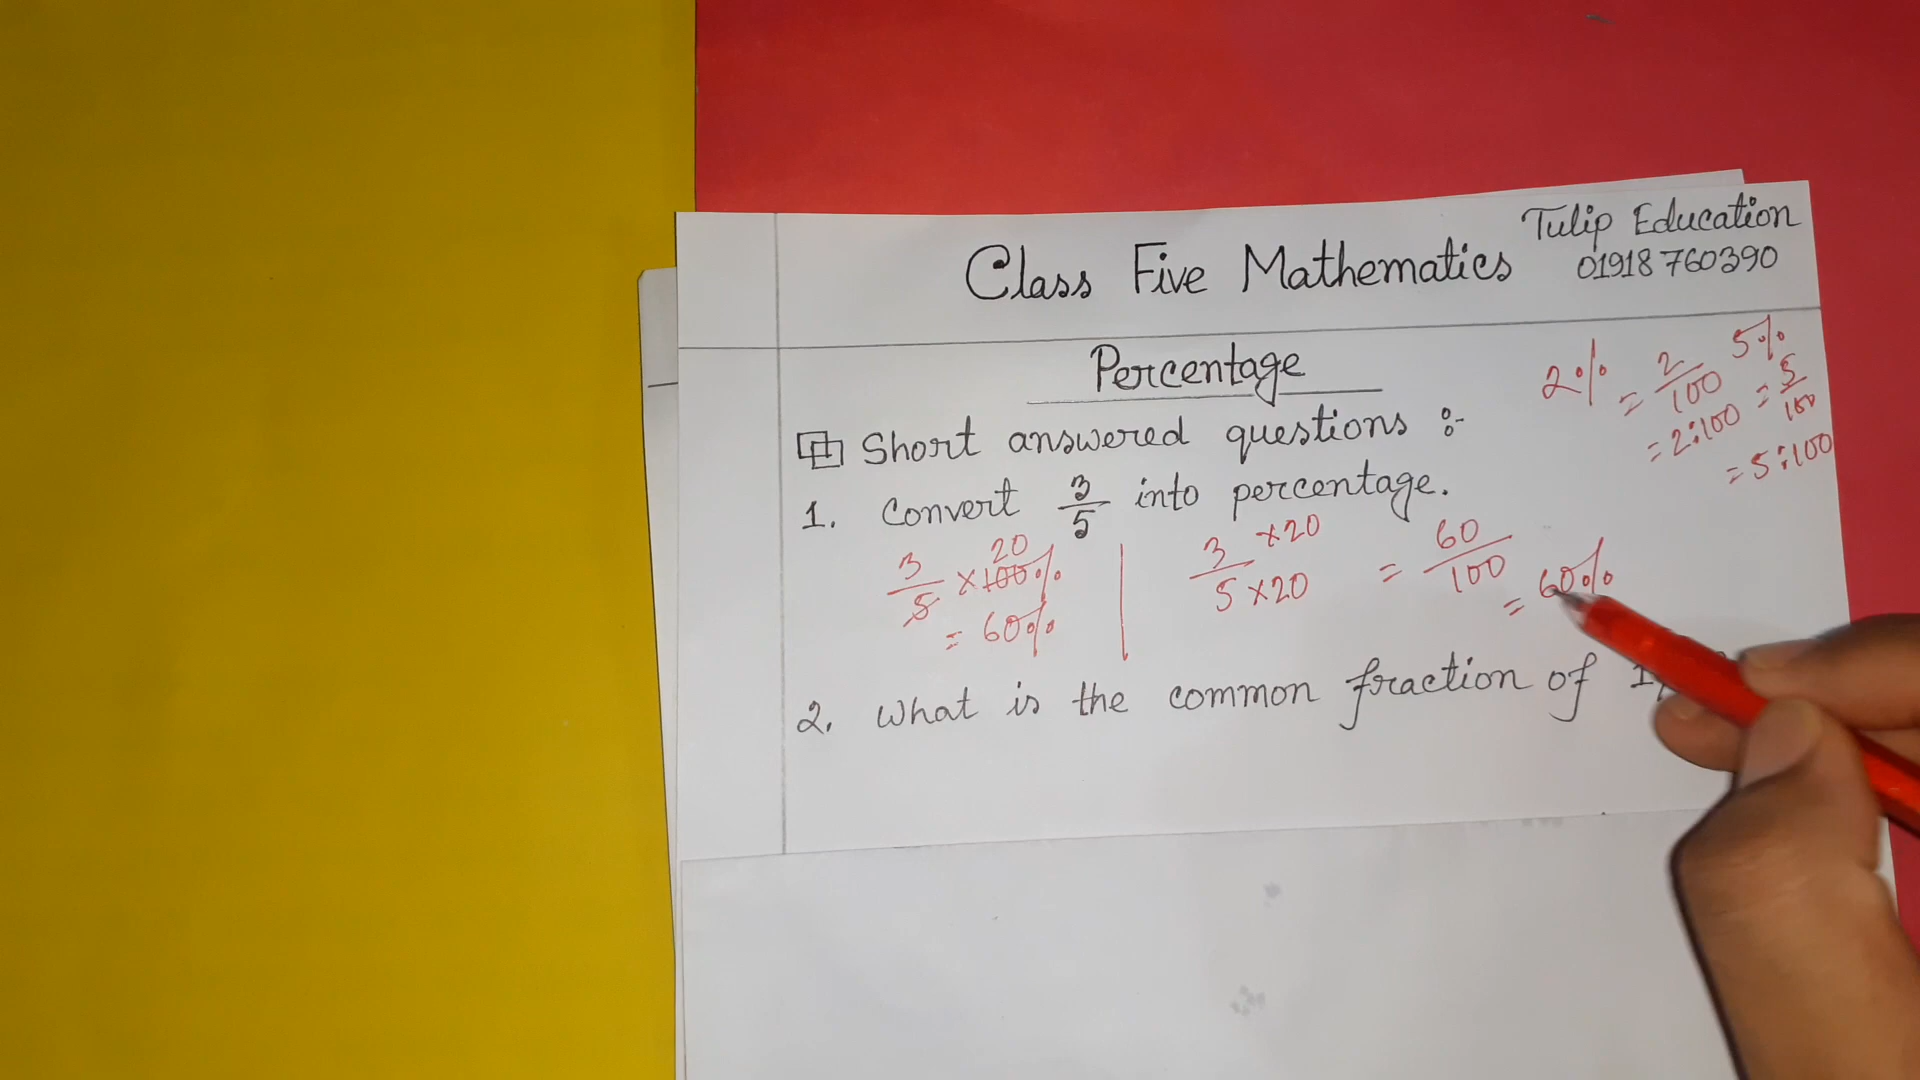 Tulip Education
Class Five Mathematics 01918760390
Percentage
Short answered questions :-
2% = 2/100
= 2:100
5%
= 5/100
= 5:100
1. Convert 3/5 into percentage.
3/5 × 100% 20
= 60%
3×20/5×20 = 60/100
= 60%
2. What is the common fraction of